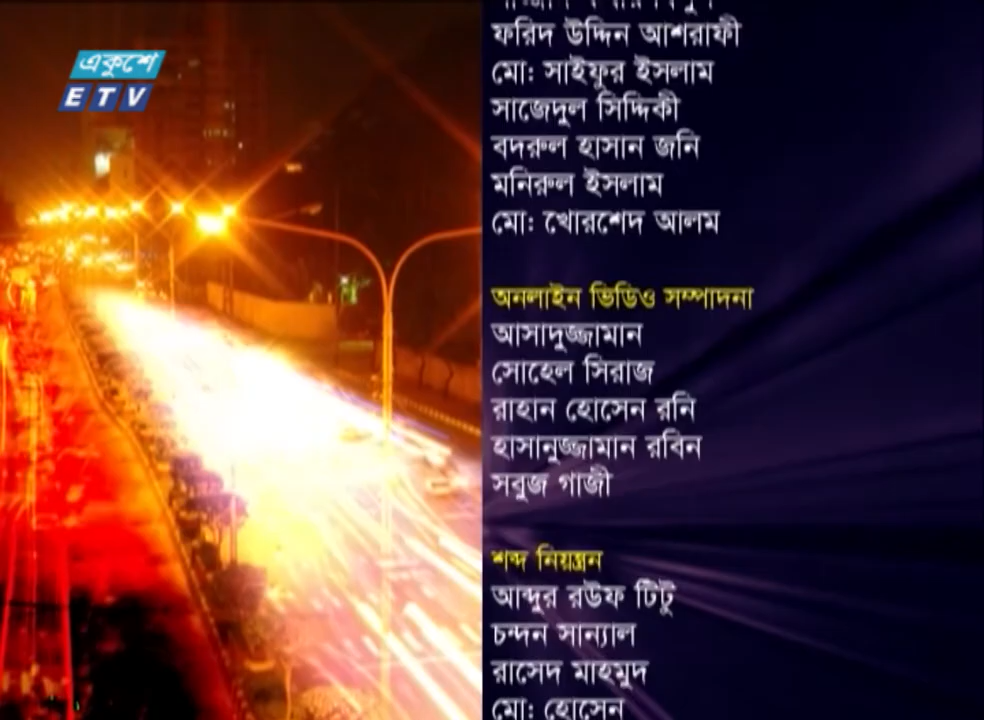 একুশে
ETV
ফরিদ উদ্দিন আশরাফী
মো: সাইফুর ইসলাম
সাজেদুল সিদ্দিকী
বদরুল হাসান জনি
মনিরুল ইসলাম
মো: খোরশেদ আলম
অনলাইন ভিডিও সম্পাদনা
আসাদুজ্জামান
সোহেল সিরাজ
রাহান হোসেন রনি
হাসানুজ্জামান রবিন
সবুজ গাজী
শব্দ নিয়ন্ত্রন
আব্দুর রউফ টিটু
চন্দন সান্যাল
রাসেদ মাহমুদ
মো: হোসেন